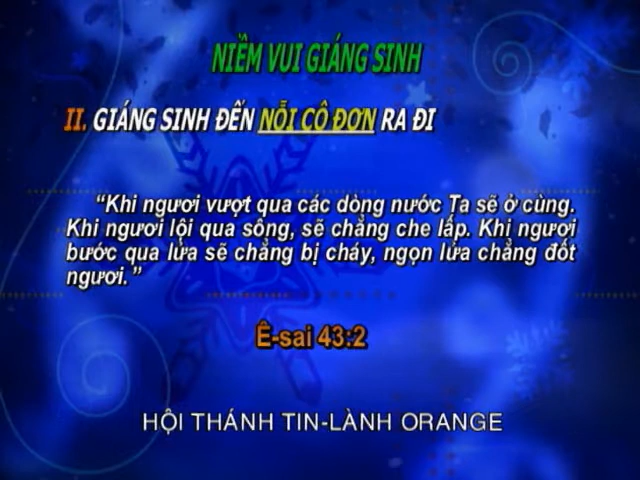 NIỀM VUI GIÁNG SINH
II. GIÁNG SINH ĐẾN NỖI CÔ ĐƠN RA ĐI
“Khi ngươi vượt qua các dòng nước Ta sẽ ở cùng.
Khi ngươi lội qua sông, sẽ chẳng che lấp. Khi ngươi
bước qua lửa sẽ chẳng bị cháy, ngọn lửa chẳng đốt
ngươi.”
Ê-sai 43:2
HỘI THÁNH TIN-LÀNH ORANGE